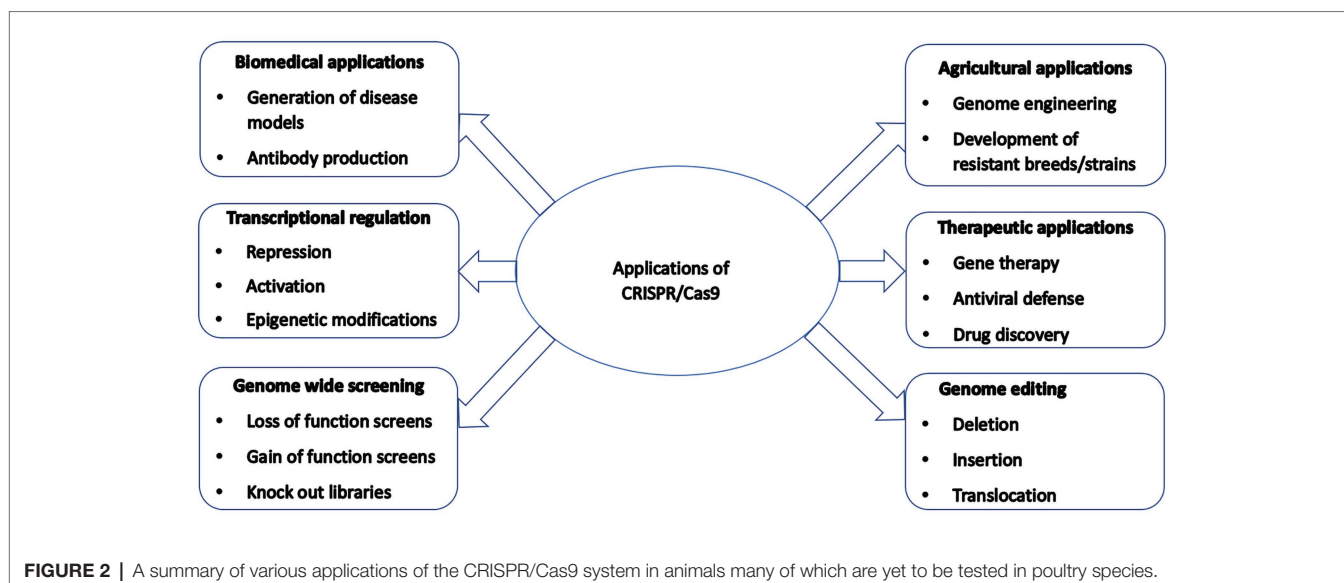 Biomedical applications
• Generation of disease
models
• Antibody production
Transcriptional regulation
• Repression
• Activation
• Epigenetic modifications
Genome wide screening
• Loss of function screens
• Gain of function screens
• Knock out libraries
Applications of
CRISPR/Cas9
Agricultural applications
• Genome engineering
• Development of
resistant breeds/strains
Therapeutic applications
• Gene therapy
• Antiviral defense
• Drug discovery
Genome editing
• Deletion
• Insertion
• Translocation
FIGURE 2 | A summary of various applications of the CRISPR/Cas9 system in animals many of which are yet to be tested in poultry species.